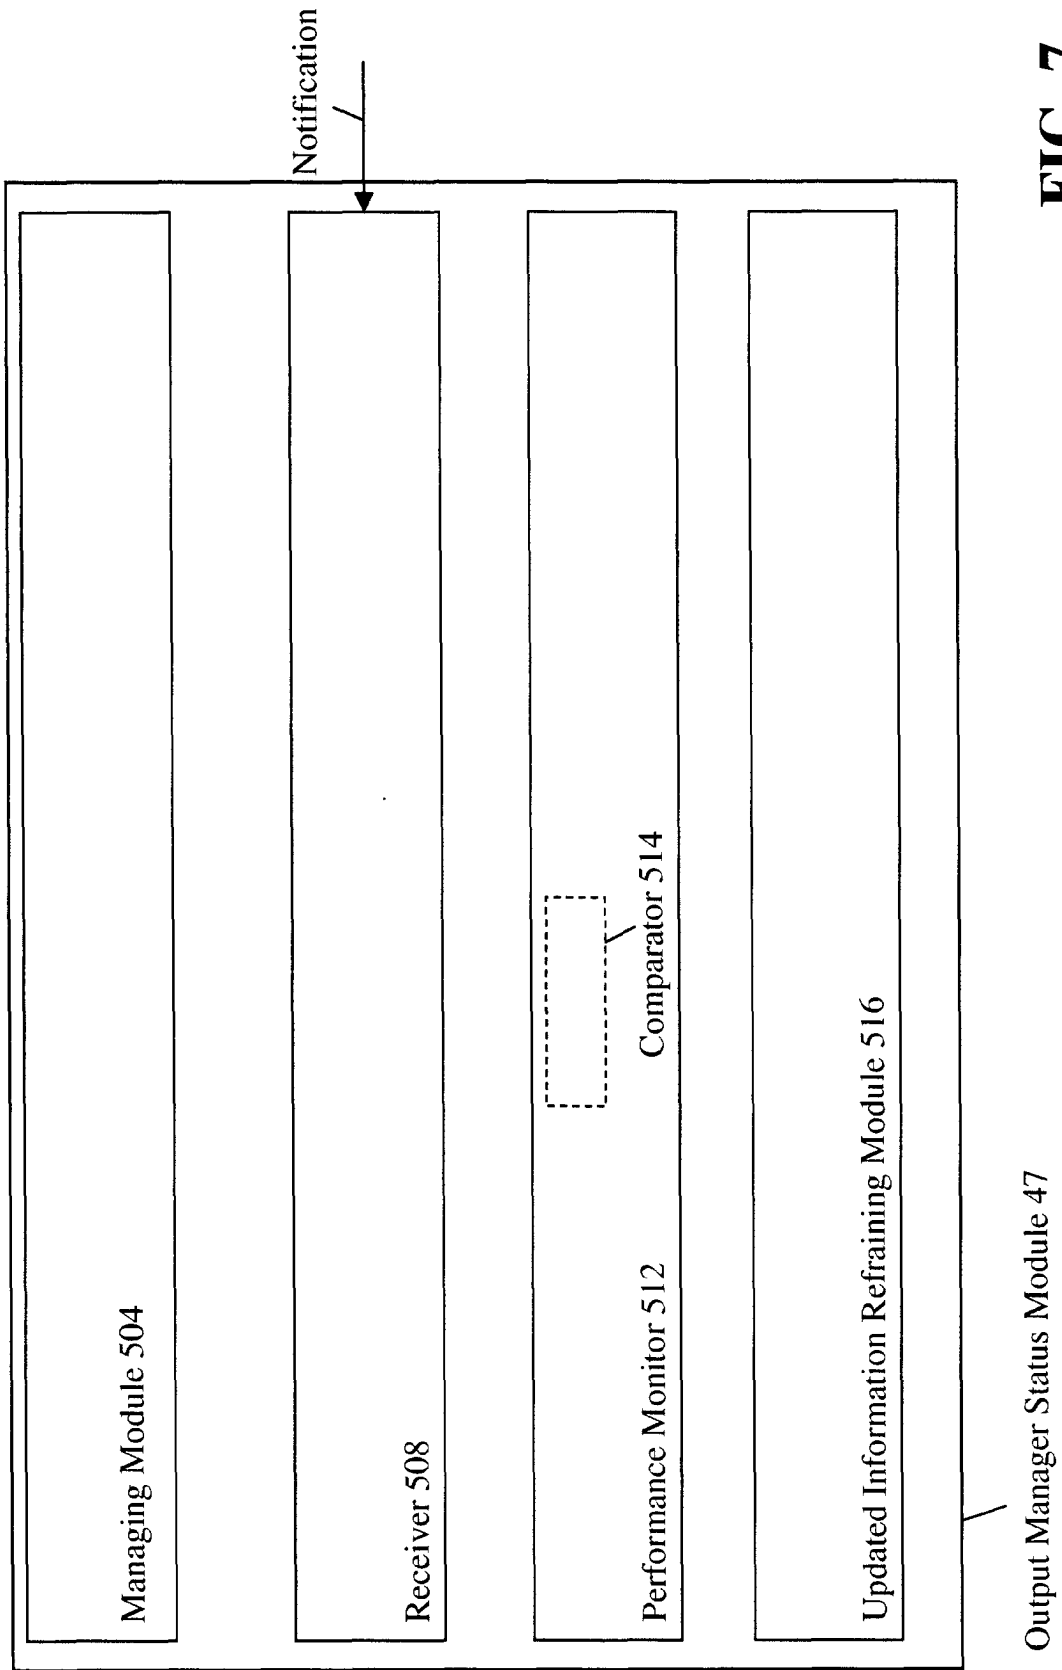 Notification
Managing Module 504
Receiver 508
Comparator 514
Performance Monitor 512
Updated Information Refraining Module 516
Output Manager Status Module 47
FIG. 7